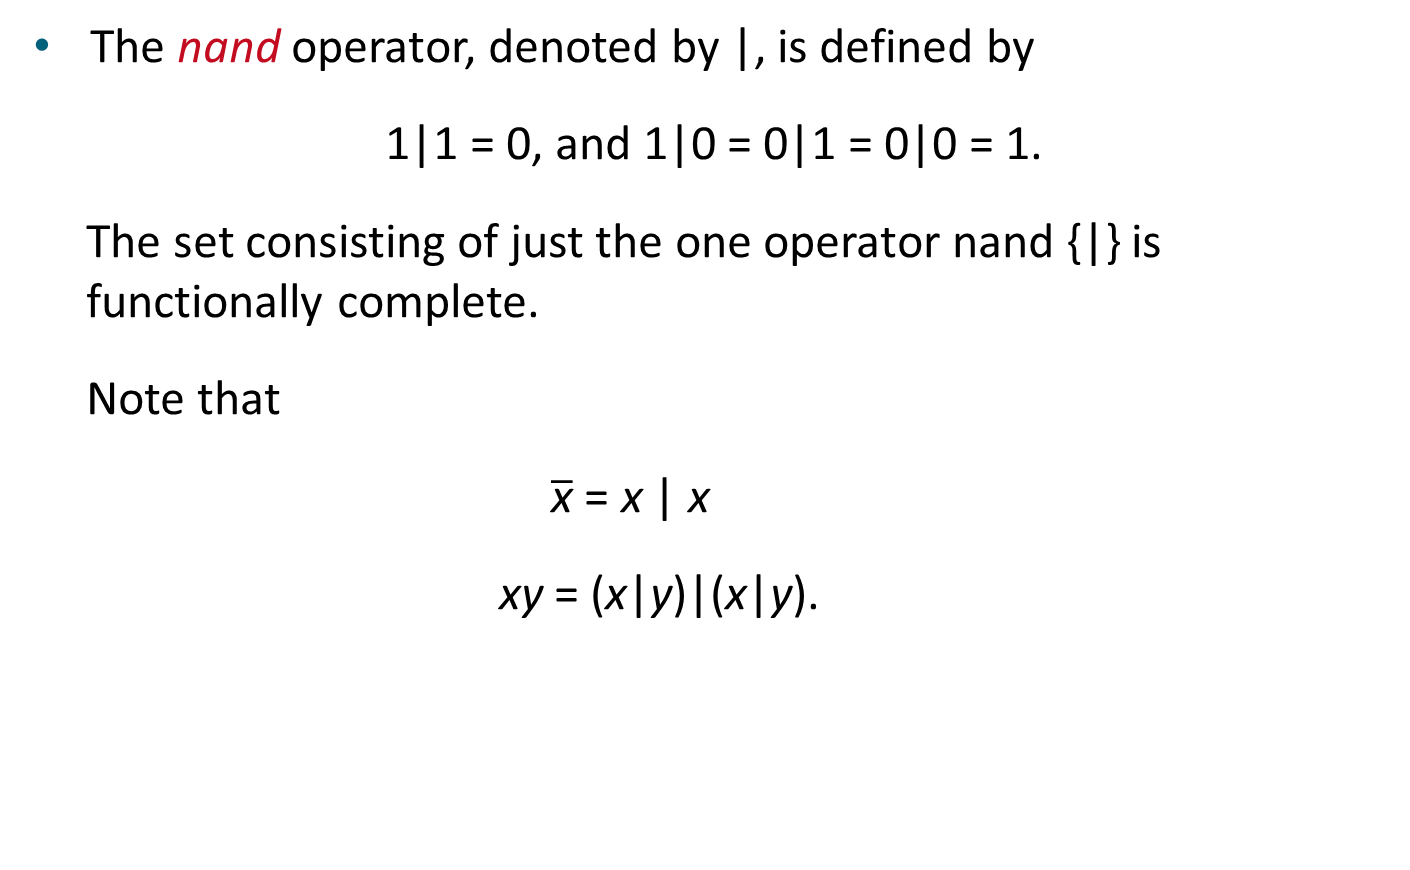 • The nand operator, denoted by |, is defined by
1|1 = 0, and 1|0 = 0|1 = 0|0 = 1.
The set consisting of just the one operator nand {|} is
functionally complete.
Note that
x̅ = x | x
xy = (x|y)|(x|y).